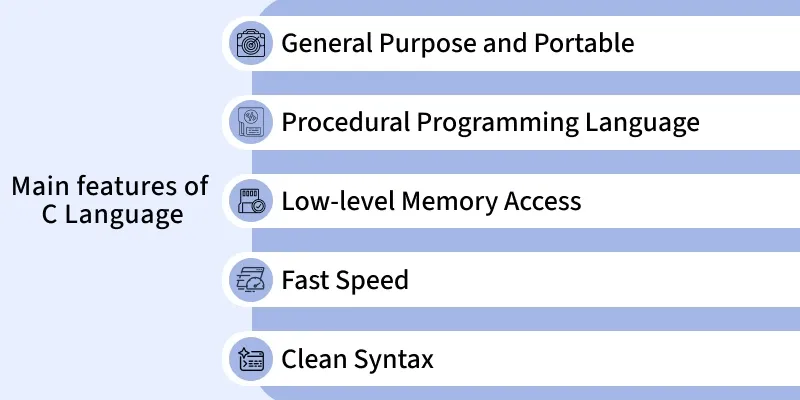 Main features of
C Language
General Purpose and Portable
Procedural Programming Language
Low-level Memory Access
Fast Speed
Clean Syntax